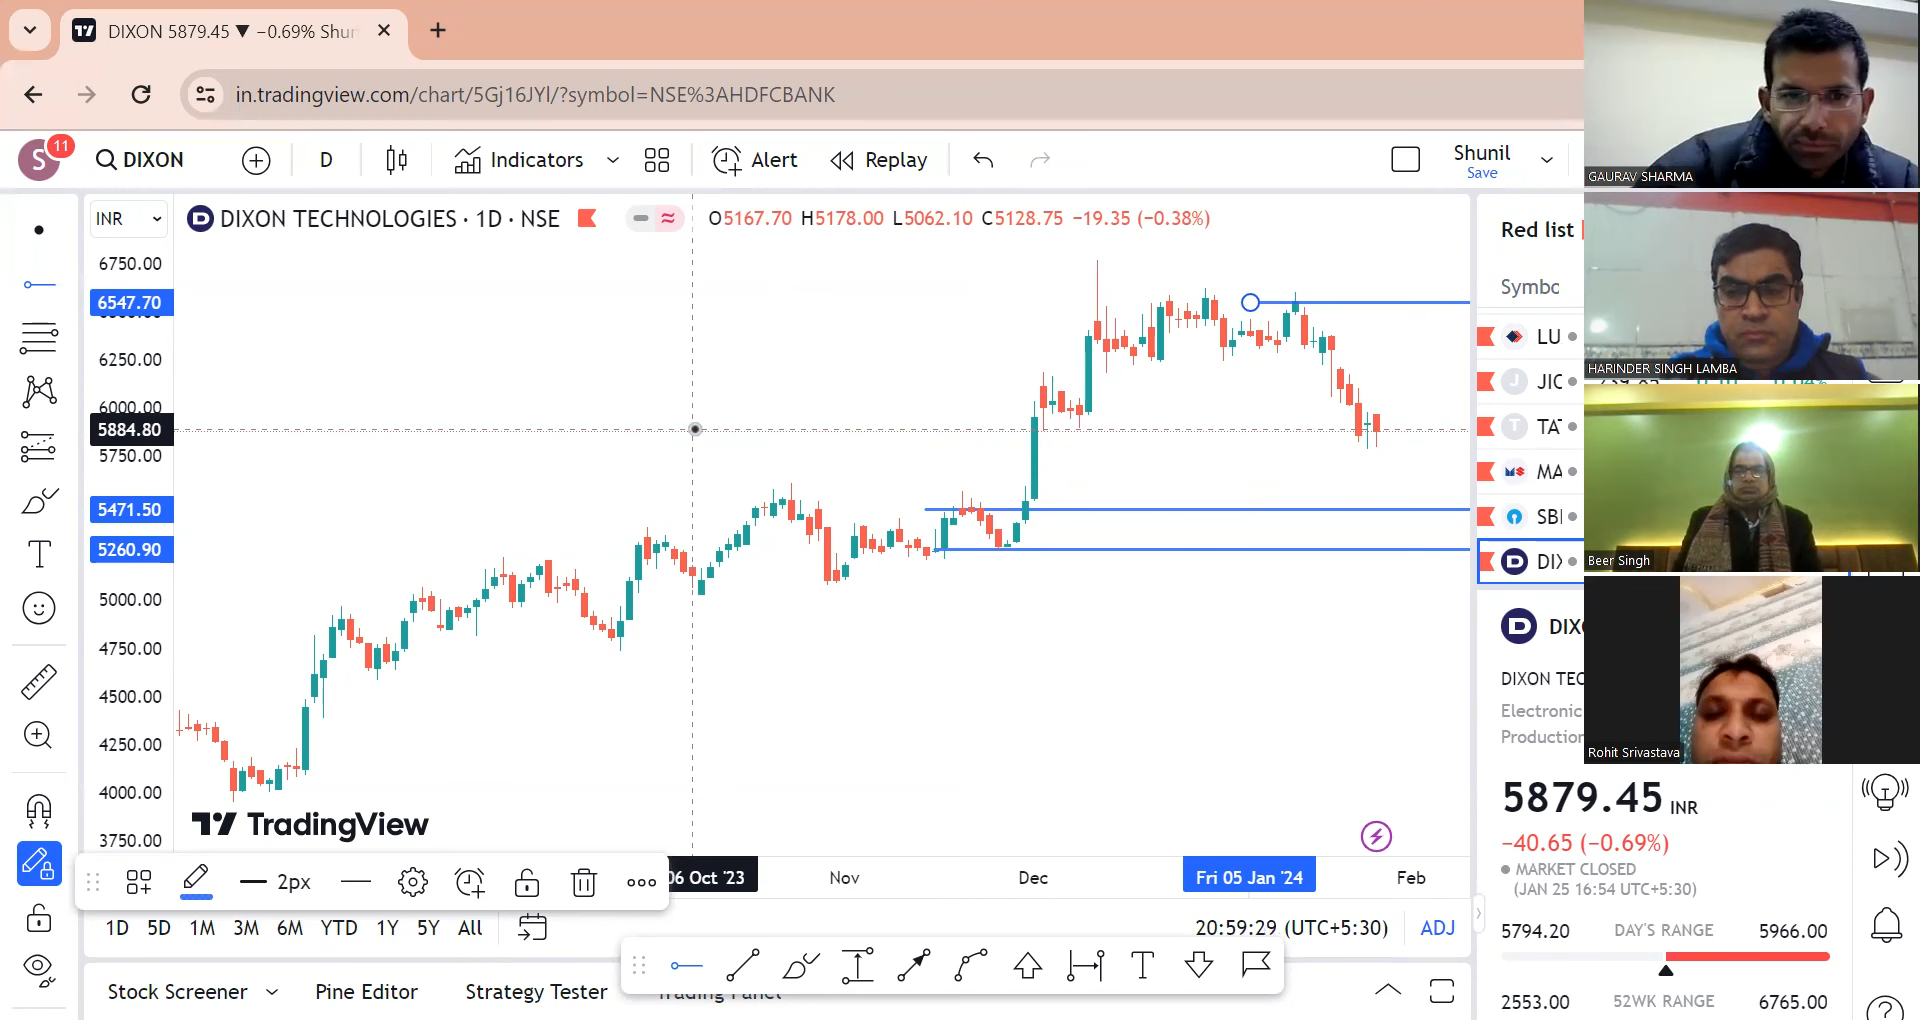 DIXON 5879.45 ▼ −0.69% Shur
in.tradingview.com/chart/5Gj16JYl/?symbol=NSE%3AHDFCBANK
S 11 DIXON D Indicators Alert Replay Shunil
Save
INR DIXON TECHNOLOGIES · 1D · NSE O5167.70 H5178.00 L5062.10 C5128.75 −19.35 (−0.38%)
6750.00
6547.70
6250.00
6000.00
5884.80
5750.00
5471.50
5260.90
5000.00
4750.00
4500.00
4250.00
4000.00
3750.00
TradingView
2px
06 Oct '23 Nov Dec Fri 05 Jan '24 Feb
1D 5D 1M 3M 6M YTD 1Y 5Y All 20:59:29 (UTC+5:30) ADJ
Stock Screener Pine Editor Strategy Tester Trading Panel
Red list
Symbo
LU
J JIO
T TA
MA
SBI
DIX
DIXO
DIXON TEC
Electronic
Production
5879.45 INR
−40.65 (−0.69%)
MARKET CLOSED
(JAN 25 16:54 UTC+5:30)
5794.20 DAY'S RANGE 5966.00
2553.00 52WK RANGE 6765.00
GAURAV SHARMA
HARINDER SINGH LAMBA
Beer Singh
Rohit Srivastava